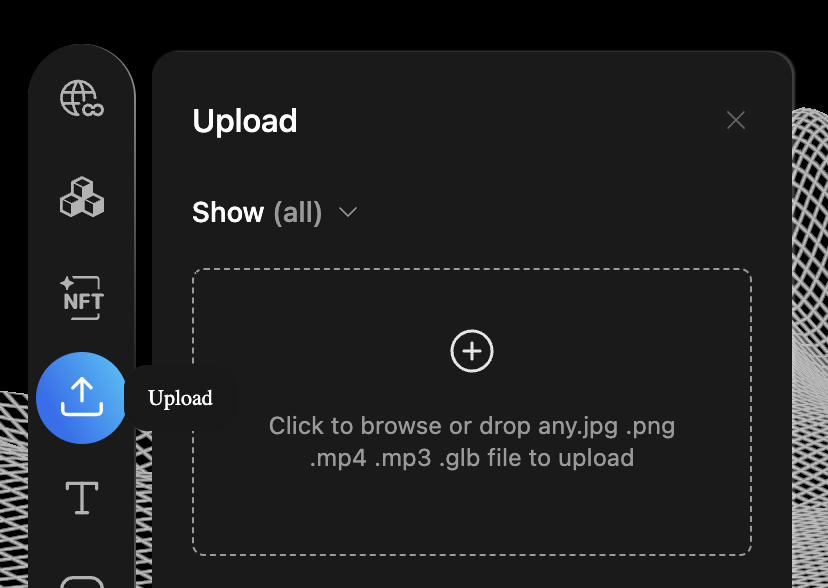 Upload
Show (all)
NFT
Upload
Click to browse or drop any.jpg .png
.mp4 .mp3 .glb file to upload
T